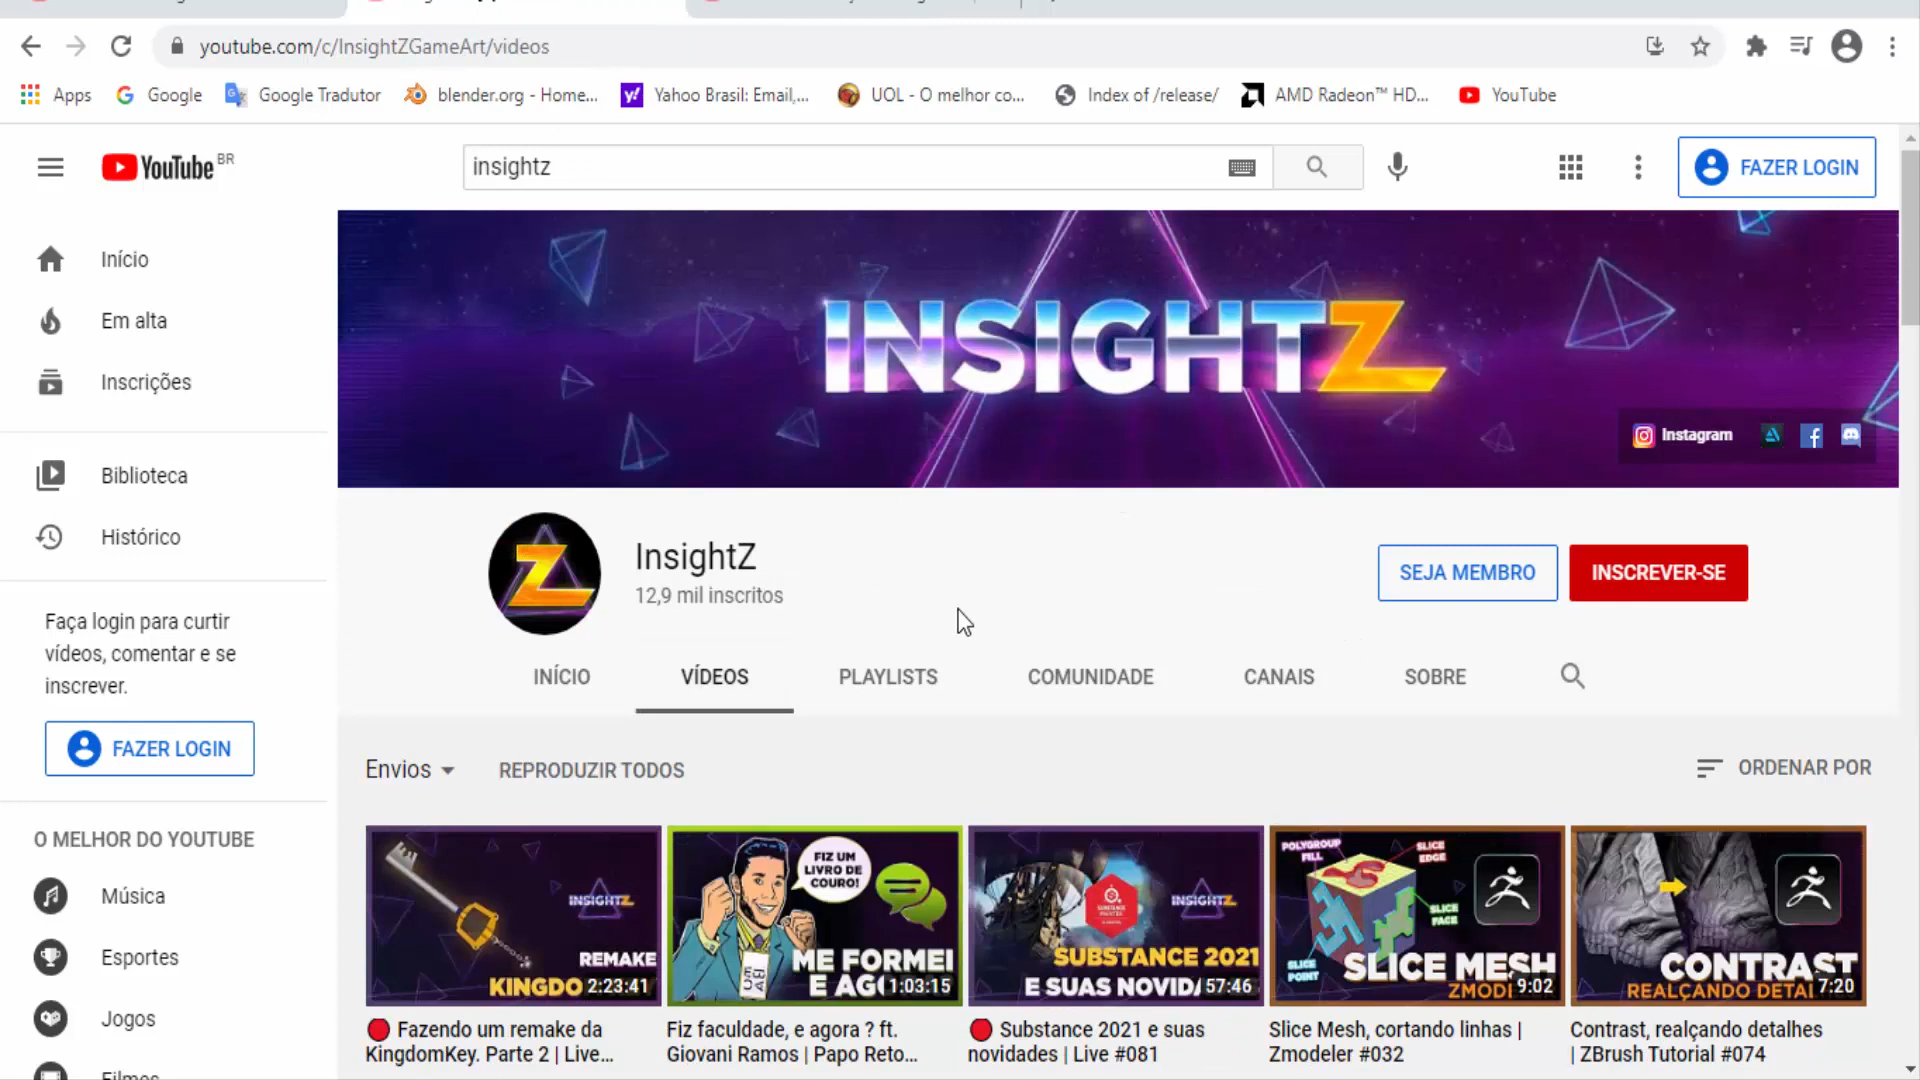 youtube.com/c/InsightZGameArt/videos
Apps Google Google Tradutor blender.org - Home... Yahoo Brasil: Email,... UOL - O melhor co... Index of /release/ AMD Radeon™ HD... YouTube
YouTube BR
insightz
FAZER LOGIN
Início
Em alta
Inscrições
Biblioteca
Histórico
Faça login para curtir
vídeos, comentar e se
inscrever.
FAZER LOGIN
O MELHOR DO YOUTUBE
Música
Esportes
Jogos
Filmes
INSIGHTZ
Instagram
InsightZ
12,9 mil inscritos
SEJA MEMBRO
INSCREVER-SE
INÍCIO VÍDEOS PLAYLISTS COMUNIDADE CANAIS SOBRE
Envios REPRODUZIR TODOS
ORDENAR POR
INSIGHTZ
REMAKE
KINGDO 2:23:41
Fazendo um remake da
KingdomKey. Parte 2 | Live...
FIZ UM
LIVRO DE
COURO!
ME FORMEI
E AG 1:03:15
Fiz faculdade, e agora ? ft.
Giovani Ramos | Papo Reto...
INSIGHTZ
SUBSTANCE 2021
E SUAS NOVID 57:46
Substance 2021 e suas
novidades | Live #081
POLYGROUP
FILL
SLICE
EDGE
SLICE
FACE
SLICE
POINT
SLICE MESH
ZMOD 9:02
Slice Mesh, cortando linhas |
Zmodeler #032
CONTRAST
REALÇANDO DETAL 7:20
Contrast, realçando detalhes
| ZBrush Tutorial #074